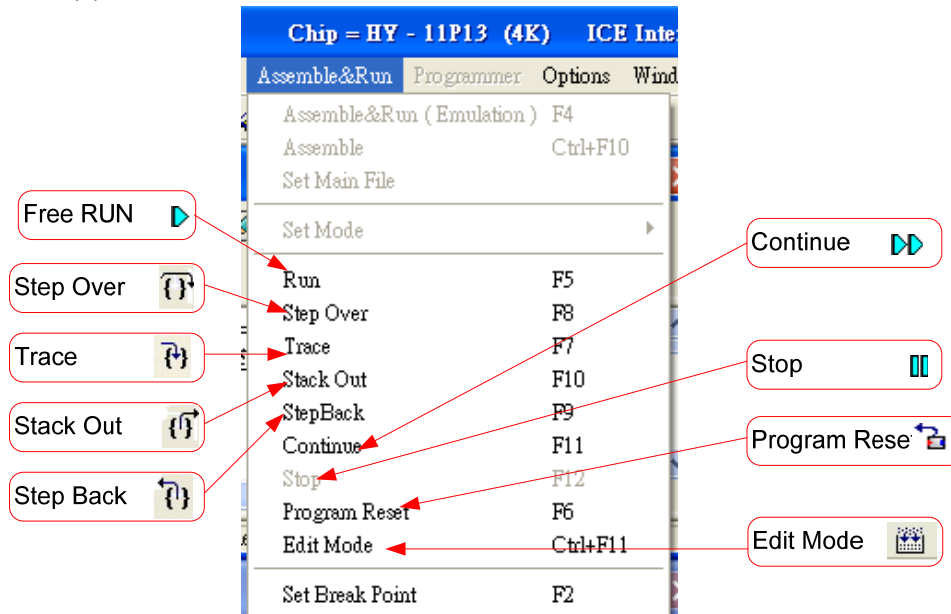 Chip = HY - 11P13 (4K) ICE Inte
Assemble&Run Programmer Options Wind
Assemble&Run ( Emulation ) F4
Assemble Ctrl+F10
Set Main File
Set Mode
Run F5
Step Over F8
Trace F7
Stack Out F10
StepBack F9
Continue F11
Stop F12
Program Reset F6
Edit Mode Ctrl+F11
Set Break Point F2
Free RUN
Step Over
Trace
Stack Out
Step Back
Continue
Stop
Program Rese
Edit Mode